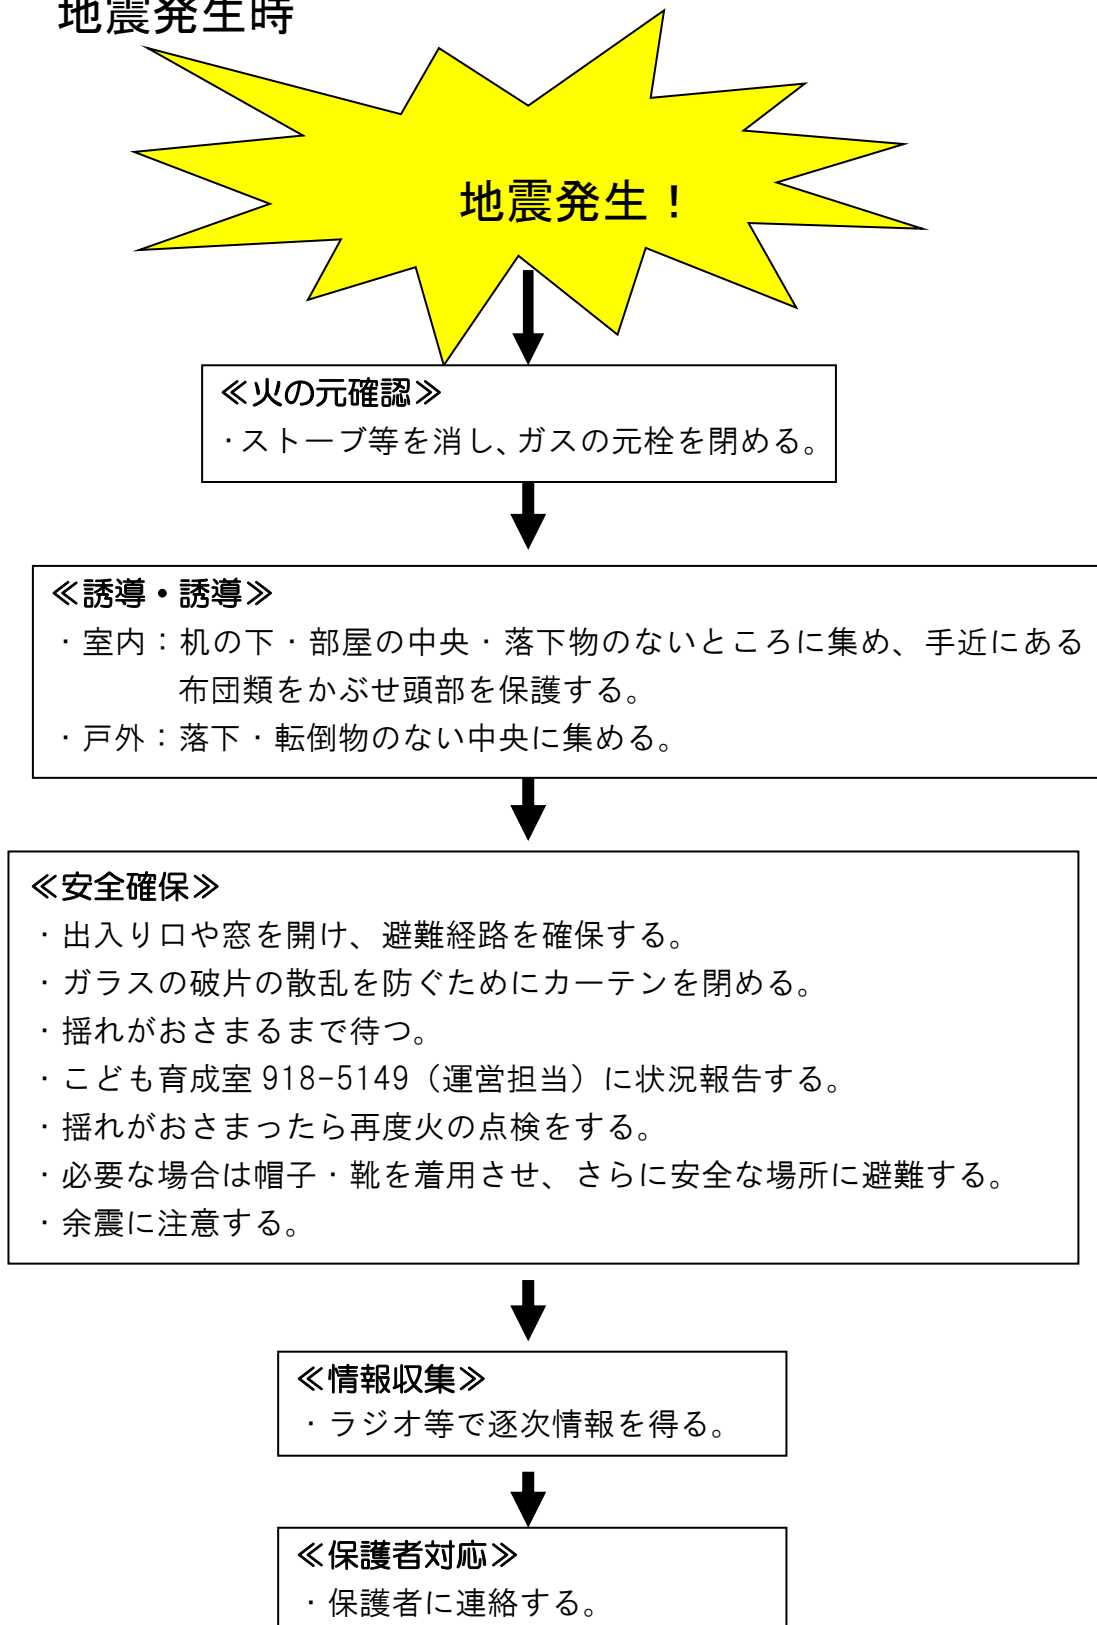 地震発生時
地震発生！
≪火の元確認≫
・ストーブ等を消し、ガスの元栓を閉める。
≪誘導・誘導≫
・室内：机の下・部屋の中央・落下物のないところに集め、手近にある
布団類をかぶせ頭部を保護する。
・戸外：落下・転倒物のない中央に集める。
≪安全確保≫
・出入り口や窓を開け、避難経路を確保する。
・ガラスの破片の散乱を防ぐためにカーテンを閉める。
・揺れがおさまるまで待つ。
・こども育成室 918-5149（運営担当）に状況報告する。
・揺れがおさまったら再度火の点検をする。
・必要な場合は帽子・靴を着用させ、さらに安全な場所に避難する。
・余震に注意する。
≪情報収集≫
・ラジオ等で逐次情報を得る。
≪保護者対応≫
・保護者に連絡する。